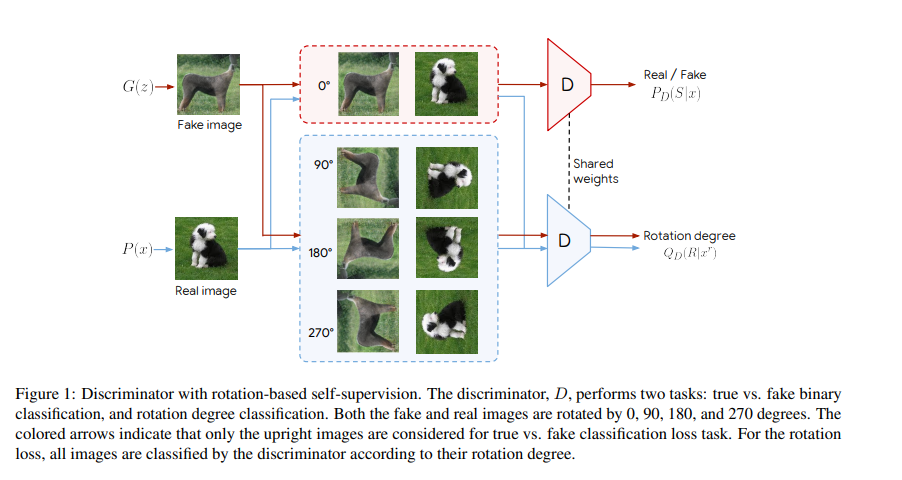 G(z)
Fake image
0°
D
Real / Fake
P_D(S|x)
90°
Shared
weights
P(x)
Real image
180°
D
Rotation degree
Q_D(R|x^r)
270°
Figure 1: Discriminator with rotation-based self-supervision. The discriminator, D, performs two tasks: true vs. fake binary
classification, and rotation degree classification. Both the fake and real images are rotated by 0, 90, 180, and 270 degrees. The
colored arrows indicate that only the upright images are considered for true vs. fake classification loss task. For the rotation
loss, all images are classified by the discriminator according to their rotation degree.